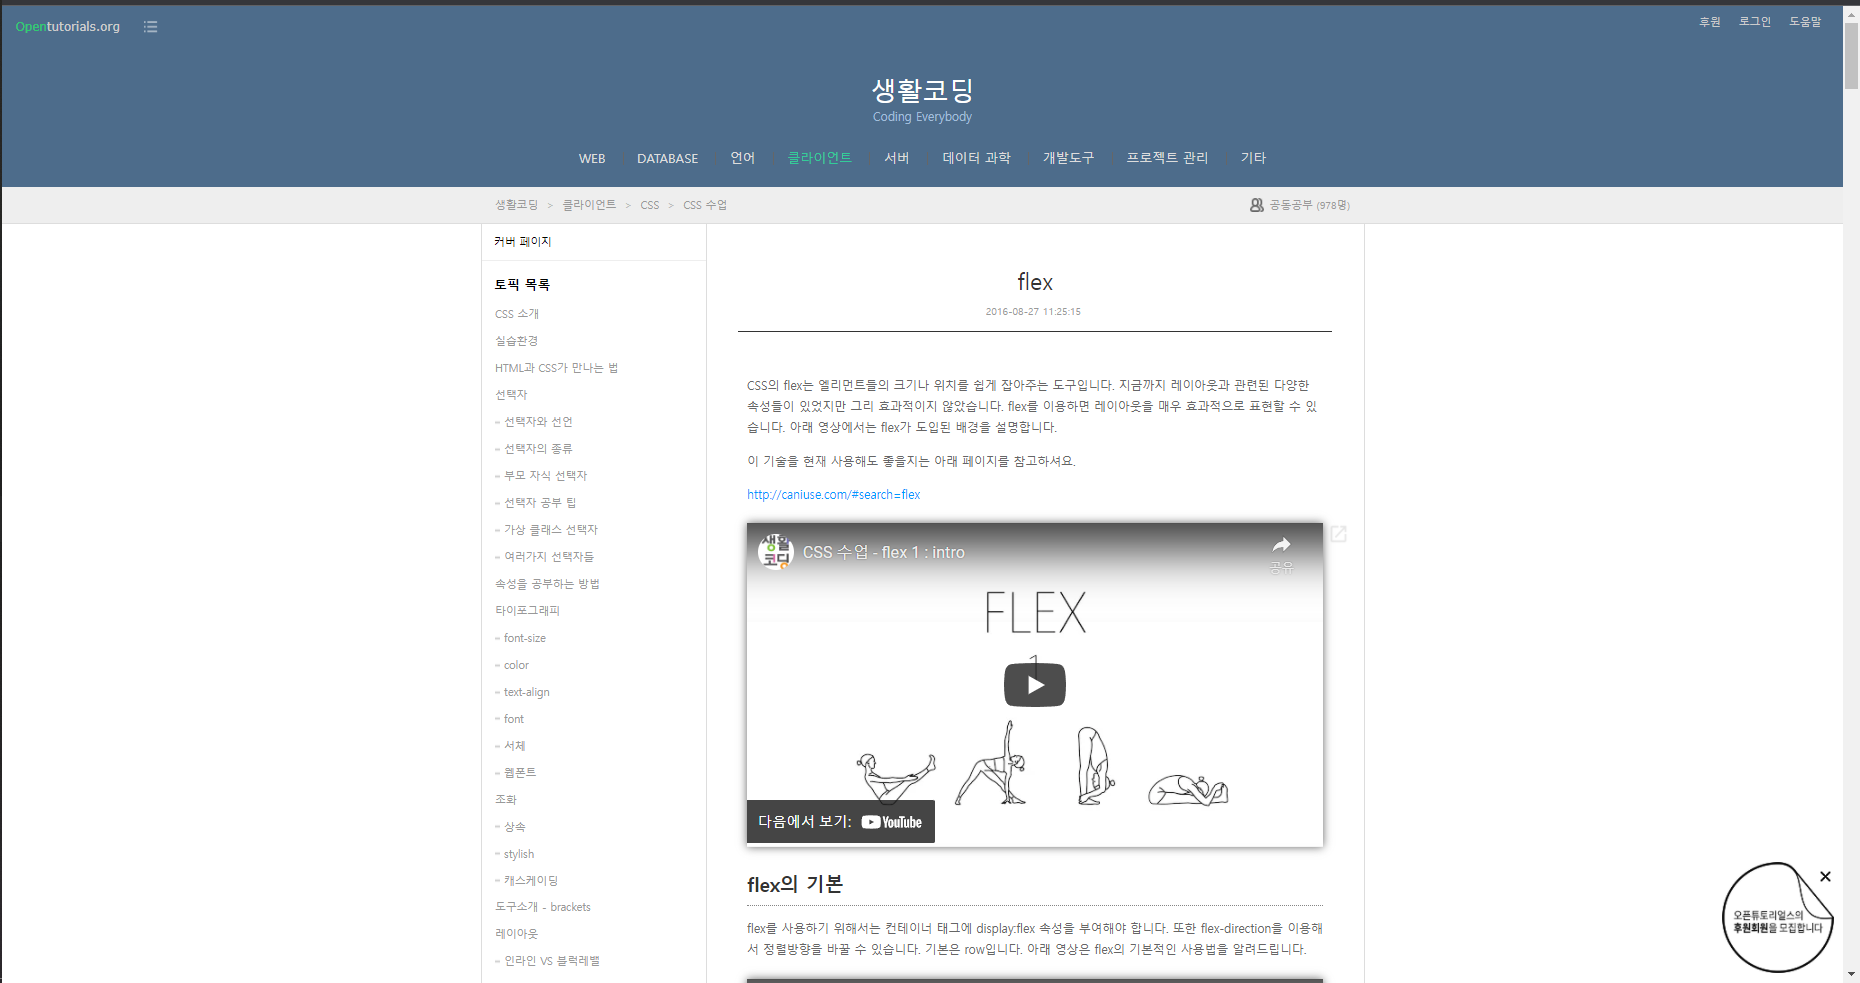 Opentutorials.org
후원 로그인 도움말
생활코딩
Coding Everybody
WEB DATABASE 언어 클라이언트 서버 데이터 과학 개발도구 프로젝트 관리 기타
생활코딩 > 클라이언트 > CSS > CSS 수업
공동공부 (978명)
커버 페이지
토픽 목록
CSS 소개
실습환경
HTML과 CSS가 만나는 법
선택자
- 선택자와 선언
- 선택자의 종류
- 부모 자식 선택자
- 선택자 공부 팁
- 가상 클래스 선택자
- 여러가지 선택자들
속성을 공부하는 방법
타이포그래피
- font-size
- color
- text-align
- font
- 서체
- 웹폰트
조화
- 상속
- stylish
- 캐스케이딩
도구소개 - brackets
레이아웃
- 인라인 VS 블럭레밸
flex
2016-08-27 11:25:15
CSS의 flex는 엘리먼트들의 크기나 위치를 쉽게 잡아주는 도구입니다. 지금까지 레이아웃과 관련된 다양한
속성들이 있었지만 그리 효과적이지 않았습니다. flex를 이용하면 레이아웃을 매우 효과적으로 표현할 수 있
습니다. 아래 영상에서는 flex가 도입된 배경을 설명합니다.
이 기술을 현재 사용해도 좋을지는 아래 페이지를 참고하셔요.
http://caniuse.com/#search=flex
생활
코딩
CSS 수업 - flex 1 : intro
공유
FLEX
1
다음에서 보기: YouTube
flex의 기본
flex를 사용하기 위해서는 컨테이너 태그에 display:flex 속성을 부여해야 합니다. 또한 flex-direction을 이용해
서 정렬방향을 바꿀 수 있습니다. 기본은 row입니다. 아래 영상은 flex의 기본적인 사용법을 알려드립니다.
오픈튜토리얼스의
후원회원을 모집합니다